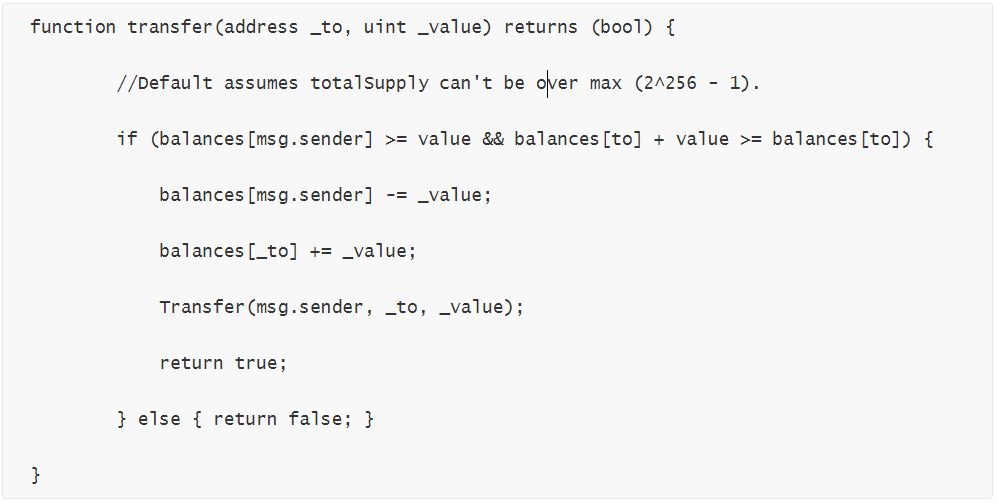 function transfer(address _to, uint _value) returns (bool) {
//Default assumes totalSupply can't be over max (2^256 - 1).
if (balances[msg.sender] >= value && balances[to] + value >= balances[to]) {
balances[msg.sender] -= _value;
balances[_to] += _value;
Transfer(msg.sender, _to, _value);
return true;
} else { return false; }
}